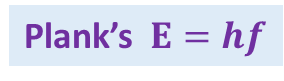 Plank's E = hf